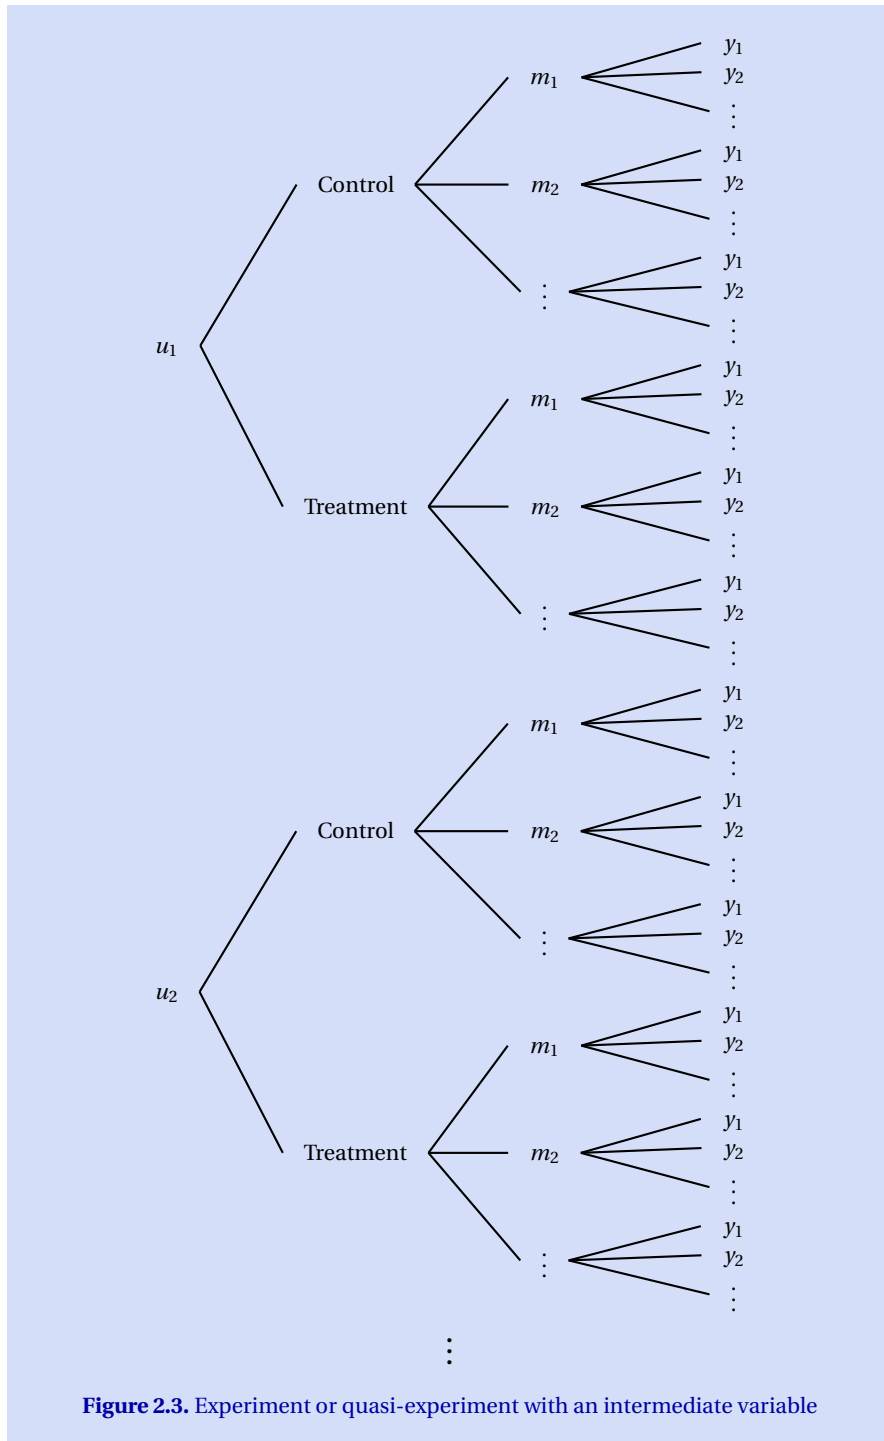 y₁
m₁ y₂
⋮
y₁
Control m₂ y₂
⋮
y₁
⋮ y₂
⋮
u₁
y₁
m₁ y₂
⋮
y₁
Treatment m₂ y₂
⋮
y₁
⋮ y₂
⋮
y₁
m₁ y₂
⋮
y₁
Control m₂ y₂
⋮
y₁
⋮ y₂
⋮
u₂
y₁
m₁ y₂
⋮
y₁
Treatment m₂ y₂
⋮
y₁
⋮ y₂
⋮
⋮
Figure 2.3. Experiment or quasi-experiment with an intermediate variable